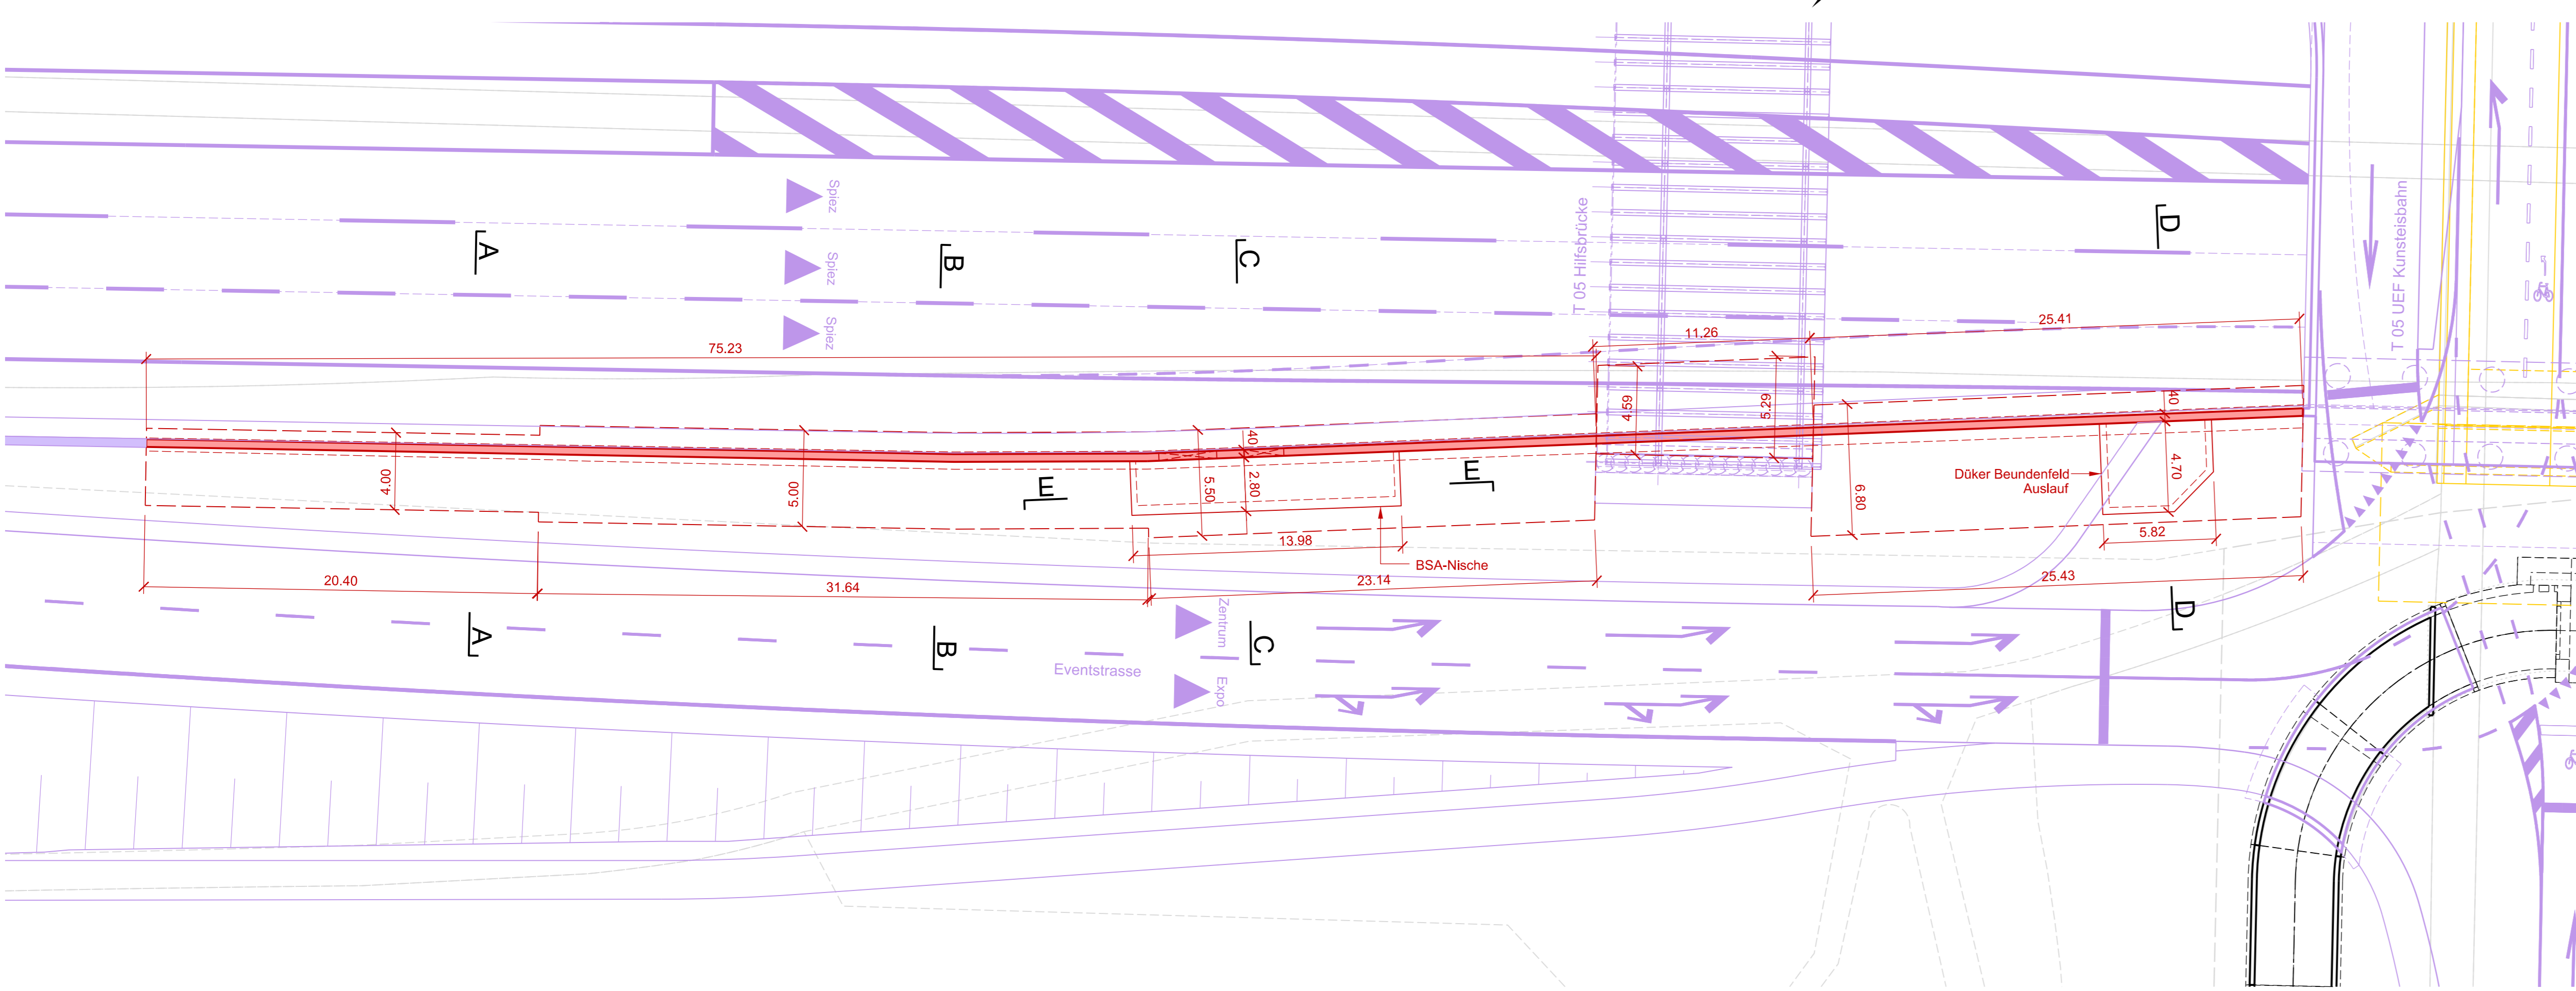 Spiez
Spiez
Spiez
A
B
C
D
T 05 Hilfsbrücke
T 05 UEF Kunsteisbahn
75.23
11.26
25.41
4.59
5.29
40
40
4.00
5.00
5.50
2.80
6.80
4.70
E
E
Düker Beundenfeld
Auslauf
5.82
13.98
BSA-Nische
20.40
31.64
23.14
25.43
A
B
C
D
Zentrum
Eventstrasse
Expo